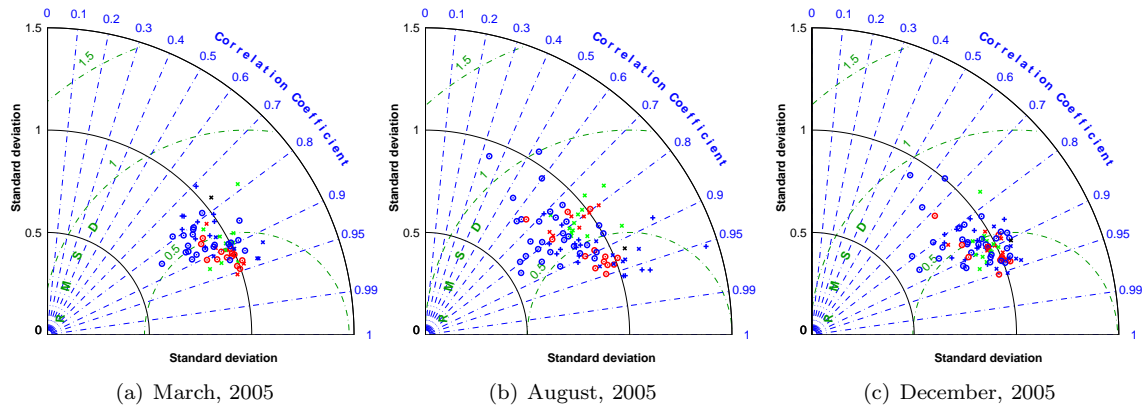 0 0.1 0.2 0.3 0.4 0.5 0.6 0.7 0.8 0.9 0.95 0.99 1
Correlation Coefficient
1.5
1
0.5
0
Standard deviation
1.5
1
0.5
R M S D
Standard deviation
(a) March, 2005
0 0.1 0.2 0.3 0.4 0.5 0.6 0.7 0.8 0.9 0.95 0.99 1
Correlation Coefficient
1.5
1
0.5
0
Standard deviation
1.5
1
0.5
R M S D
Standard deviation
(b) August, 2005
0 0.1 0.2 0.3 0.4 0.5 0.6 0.7 0.8 0.9 0.95 0.99 1
Correlation Coefficient
1.5
1
0.5
0
Standard deviation
1.5
1
0.5
R M S D
Standard deviation
(c) December, 2005